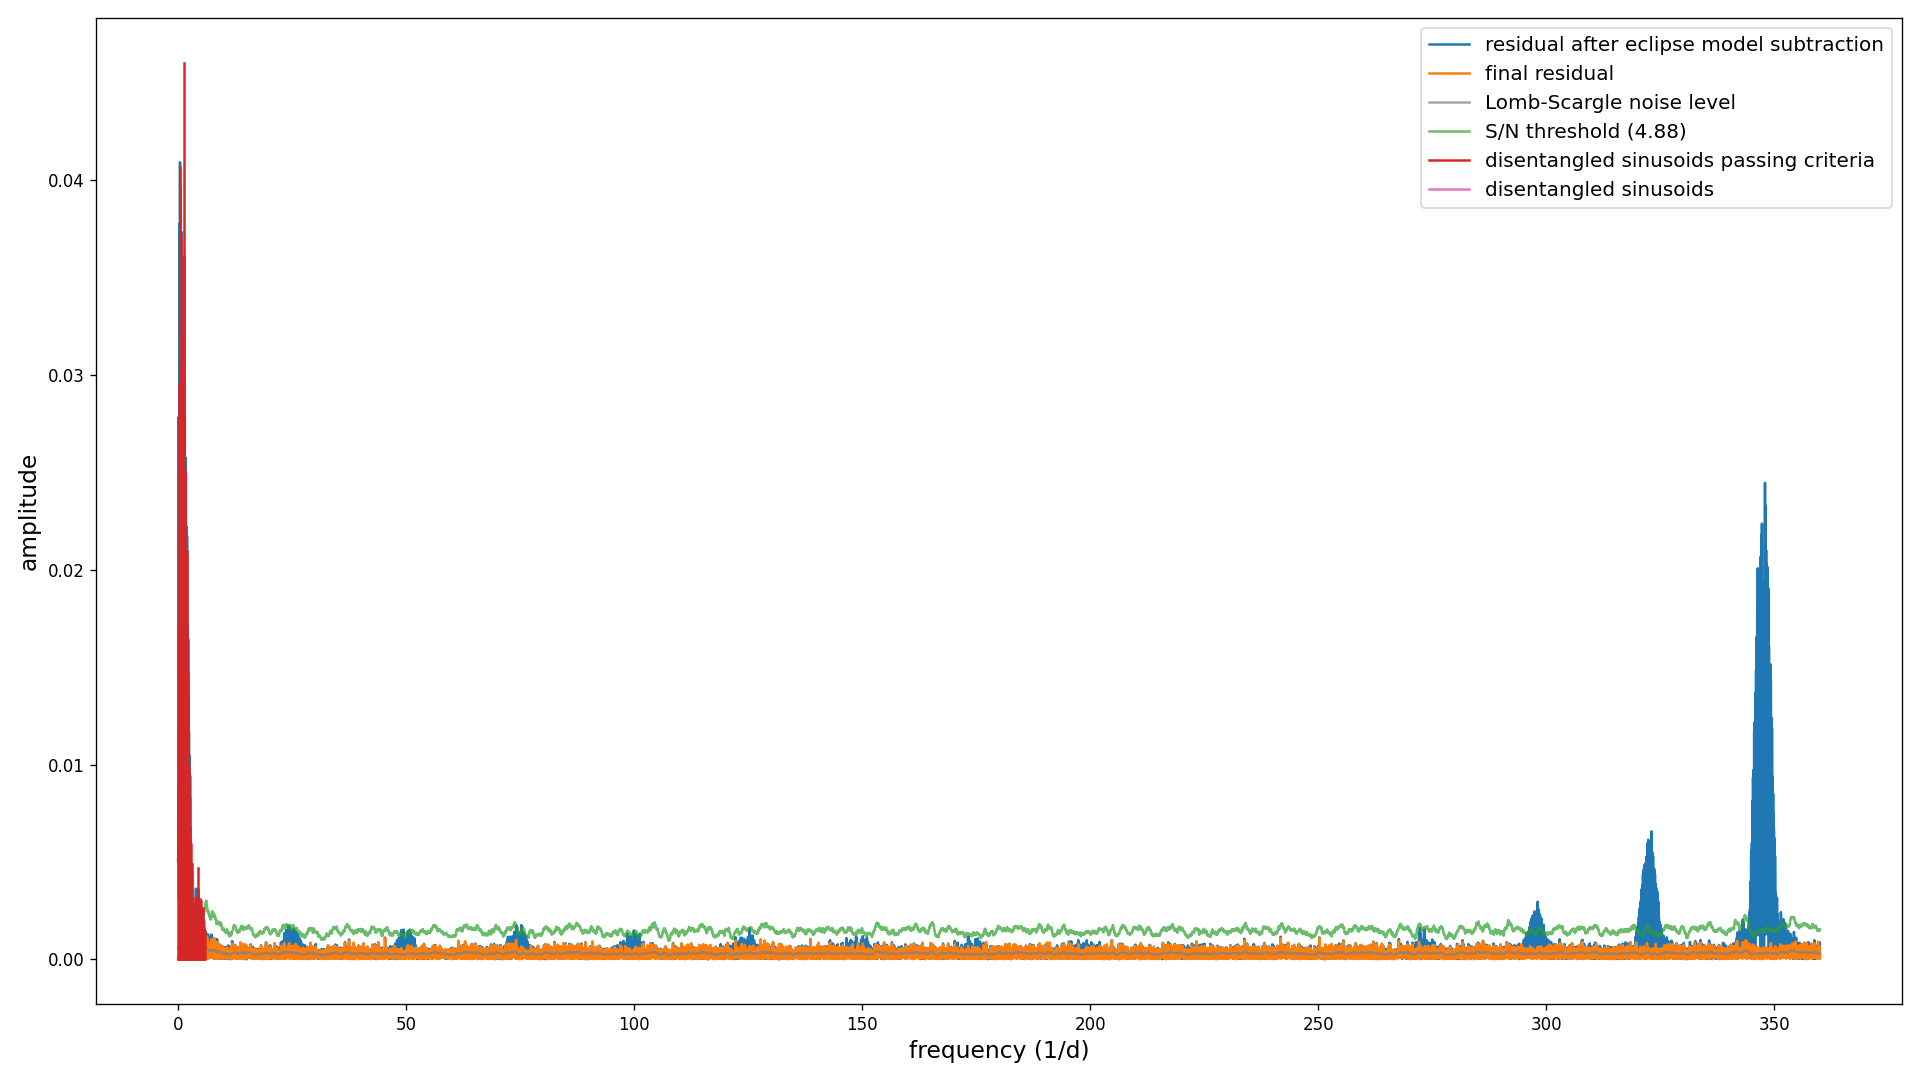 residual after eclipse model subtraction
final residual
Lomb-Scargle noise level
S/N threshold (4.88)
disentangled sinusoids passing criteria
disentangled sinusoids
0.04
0.03
0.02
0.01
0.00
amplitude
0 50 100 150 200 250 300 350
frequency (1/d)